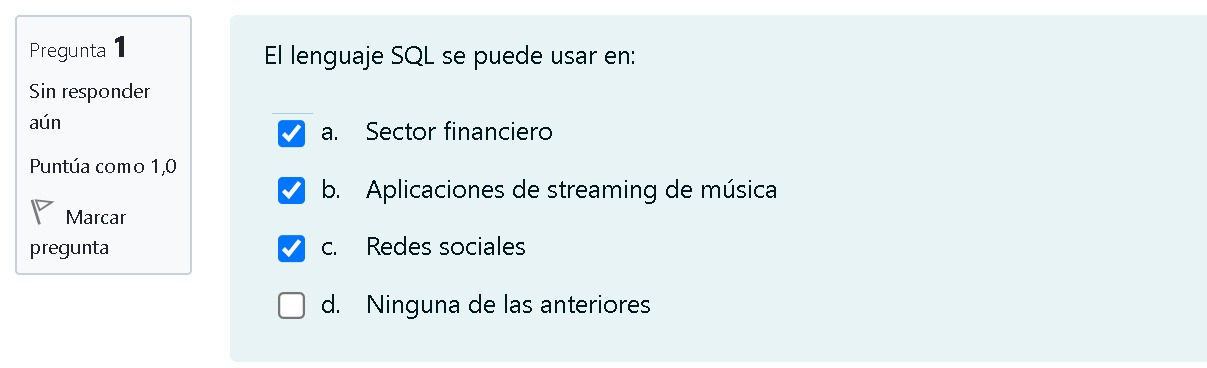 Pregunta 1
Sin responder
aún
Puntúa como 1,0
Marcar
pregunta
El lenguaje SQL se puede usar en:
a. Sector financiero
b. Aplicaciones de streaming de música
c. Redes sociales
d. Ninguna de las anteriores